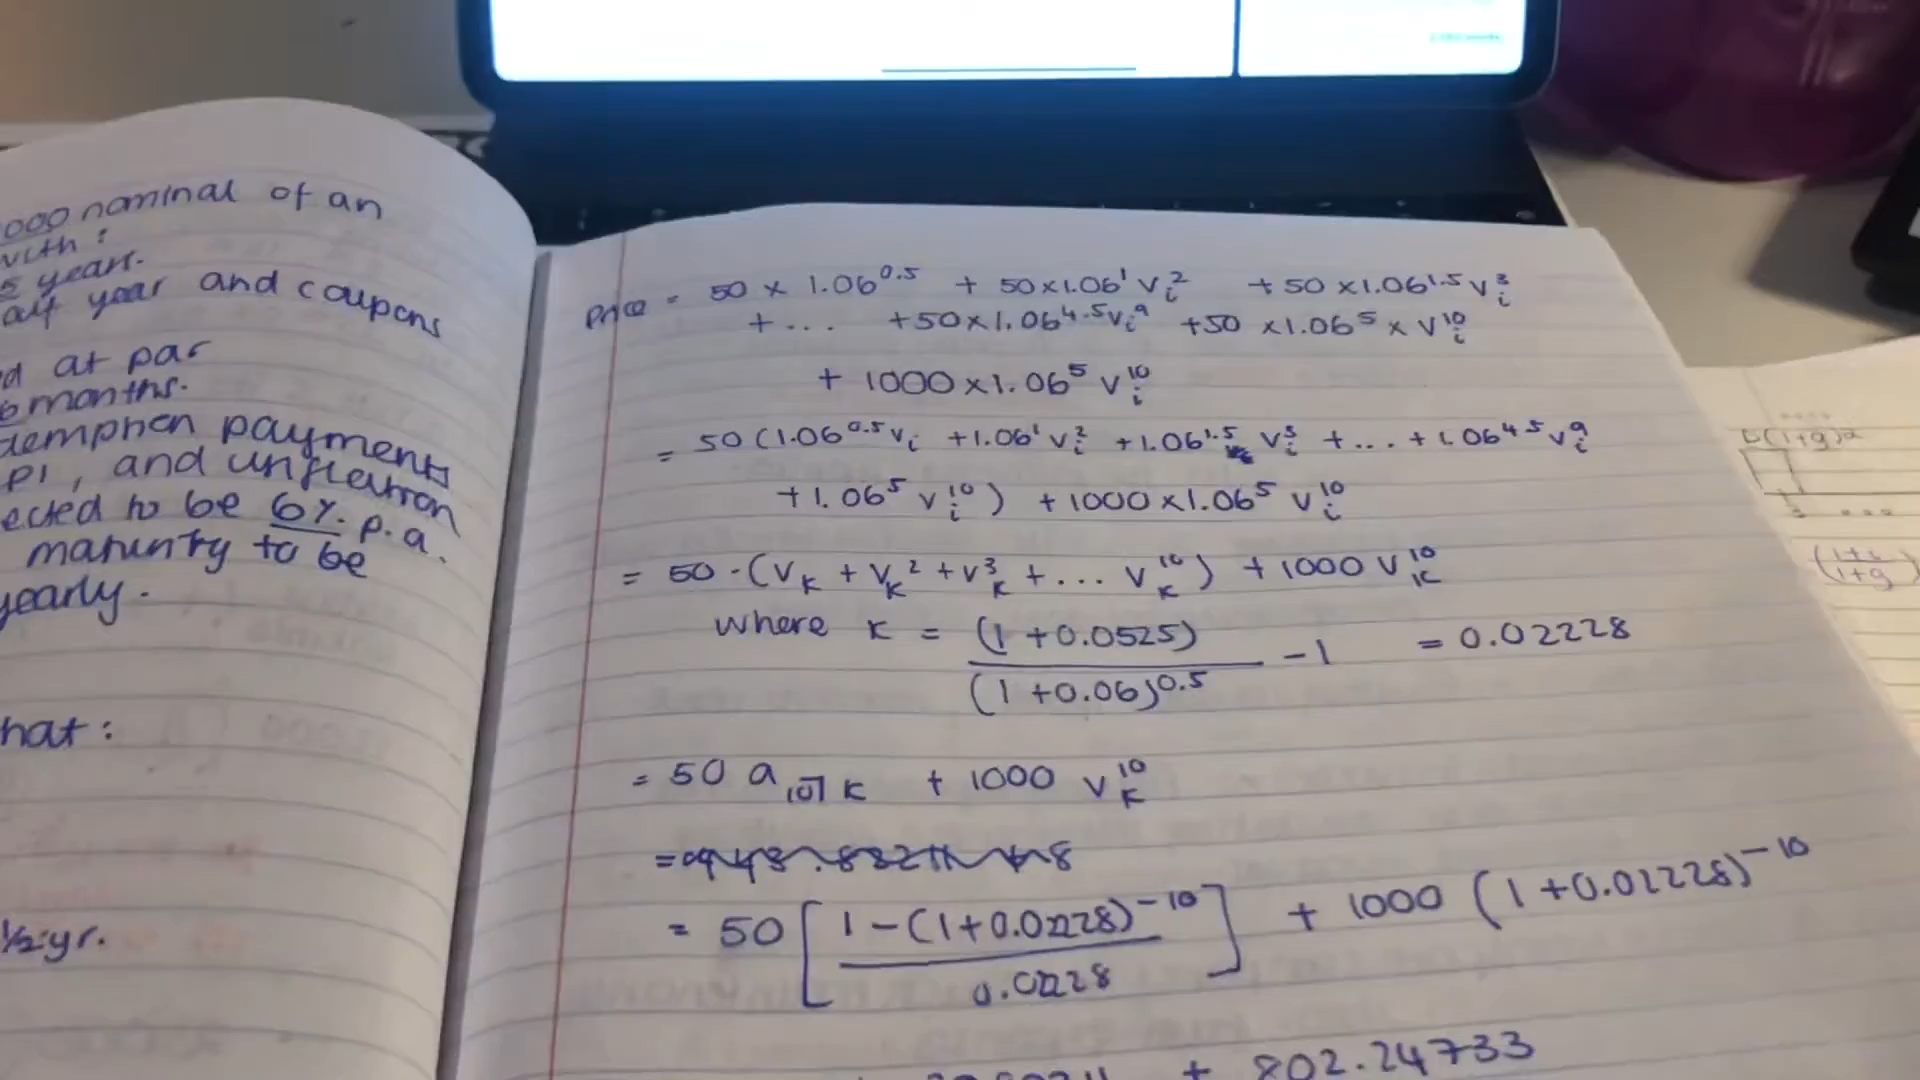 000 nominal of an
with:
5 years.
half year and coupons
at par
6 months.
payments
PI, and inflation
ected to be 6%. p.a.
maturity to be
yearly.
hat:
1/2 yr.
Price = 50 × 1.06^0.5 + 50×1.06^1 V_i^2 + 50×1.06^1.5 V_i^3
+ ... + 50×1.06^4.5 V_i^9 + 50 ×1.06^5 × V_i^10
+ 1000×1.06^5 V_i^10
= 50(1.06^0.5 V_i + 1.06^1 V_i^2 + 1.06^1.5 V_i^3 + ... + 1.06^4.5 V_i^9
+ 1.06^5 V_i^10) + 1000×1.06^5 V_i^10
= 50 · (V_K + V_K^2 + V_K^3 + ... V_K^10) + 1000 V_K^10
where K = (1+0.0525) / (1+0.06)^0.5 - 1 = 0.02228
= 50 a_10⌉ K + 1000 V_K^10
= 50 [ 1-(1+0.02228)^-10 / 0.02228 ] + 1000 (1+0.02228)^-10
+ 802.24733
D(1+g)^2
(1+i / 1+g)